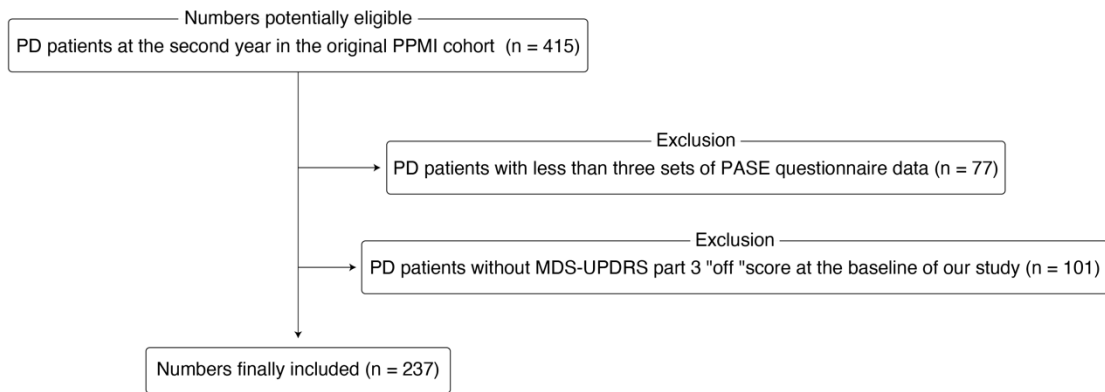 Numbers potentially eligible
PD patients at the second year in the original PPMI cohort (n = 415)
Exclusion
PD patients with less than three sets of PASE questionnaire data (n = 77)
Exclusion
PD patients without MDS-UPDRS part 3 "off "score at the baseline of our study (n = 101)
Numbers finally included (n = 237)